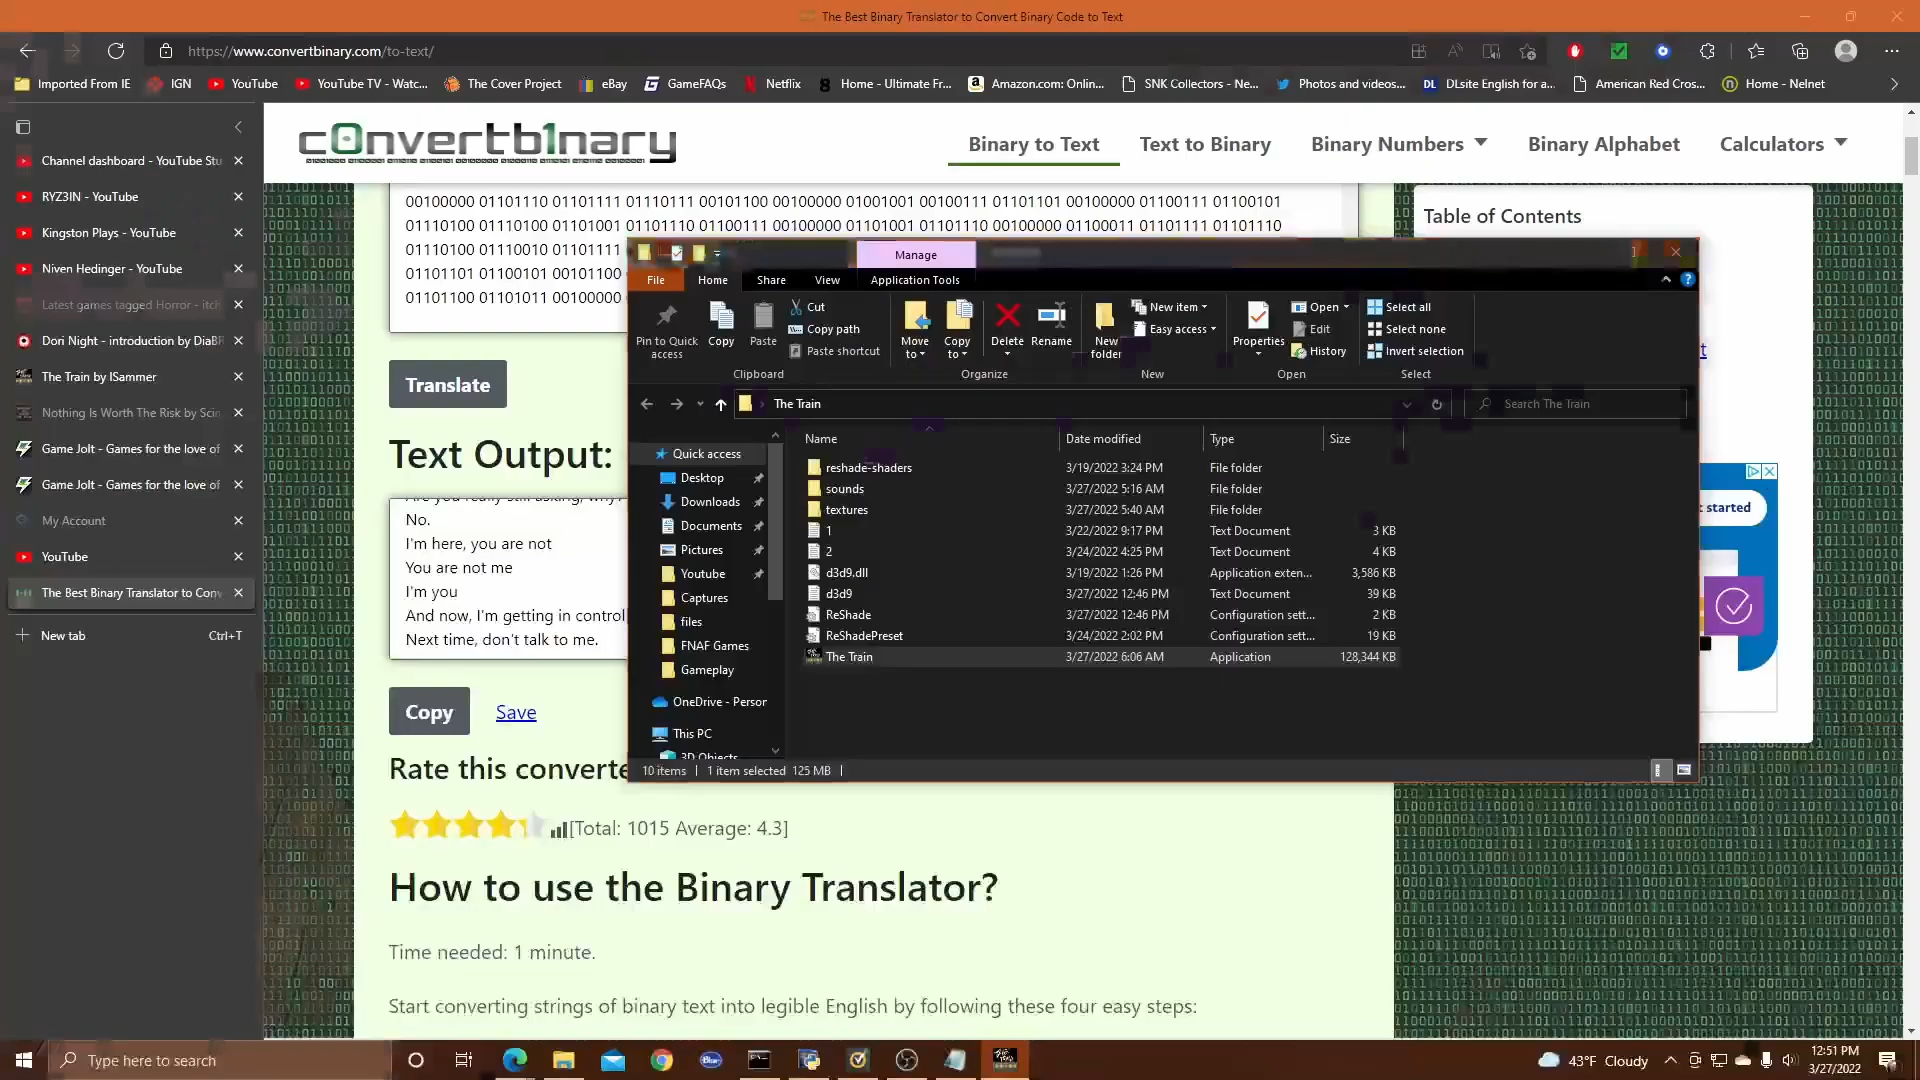 The Best Binary Translator to Convert Binary Code to Text
https://www.convertbinary.com/to-text/
Imported From IE
IGN
YouTube
YouTube TV - Watc...
The Cover Project
eBay
GameFAQs
Netflix
Home - Ultimate Fr...
Amazon.com: Onlin...
SNK Collectors - Ne...
Photos and videos...
DLsite English for a...
American Red Cros...
Home - Nelnet
Channel dashboard - YouTube Stu
RYZ3IN - YouTube
Kingston Plays - YouTube
Niven Hedinger - YouTube
Latest games tagged Horror - itch
Dori Night - introduction by DiaBR
The Train by ISammer
Nothing Is Worth The Risk by Scin
Game Jolt - Games for the love of
Game Jolt - Games for the love of
My Account
YouTube
The Best Binary Translator to Conv
New tab Ctrl+T
c0nvertb1nary
Binary to Text
Text to Binary
Binary Numbers
Binary Alphabet
Calculators
00100000 01101110 01101111 01110111 00101100 00100000 01001001 00100111 01101101 00100000 01100111 01100101
01110100 01110100 01101001 01101110 01100111 00100000 01101001 01101110 00100000 01100011 01101111 01101110
01110100 01110010 01101111
01101101 01100101 00101100
01101100 01101011 00100000
Translate
Text Output:
Are you really still asking, why?
No.
I'm here, you are not
You are not me
I'm you
And now, I'm getting in control,
Next time, don't talk to me.
Copy
Save
Rate this converte
[Total: 1015 Average: 4.3]
How to use the Binary Translator?
Time needed: 1 minute.
Start converting strings of binary text into legible English by following these four easy steps:
Table of Contents
t
t started
Manage
File
Home
Share
View
Application Tools
Pin to Quick access
Copy
Paste
Cut
Copy path
Paste shortcut
Clipboard
Move to
Copy to
Delete
Rename
Organize
New folder
New item
Easy access
New
Properties
Open
Edit
History
Open
Select all
Select none
Invert selection
Select
The Train
Search The Train
Quick access
Desktop
Downloads
Documents
Pictures
Youtube
Captures
files
FNAF Games
Gameplay
OneDrive - Person
This PC
3D Objects
Name Date modified Type Size
reshade-shaders 3/19/2022 3:24 PM File folder
sounds 3/27/2022 5:16 AM File folder
textures 3/27/2022 5:40 AM File folder
1 3/22/2022 9:17 PM Text Document 3 KB
2 3/24/2022 4:25 PM Text Document 4 KB
d3d9.dll 3/19/2022 1:26 PM Application exten... 3,586 KB
d3d9 3/27/2022 12:46 PM Text Document 39 KB
ReShade 3/27/2022 12:46 PM Configuration sett... 2 KB
ReShadePreset 3/24/2022 2:02 PM Configuration sett... 19 KB
The Train 3/27/2022 6:06 AM Application 128,344 KB
10 items 1 item selected 125 MB
Type here to search
43°F Cloudy
12:51 PM
3/27/2022